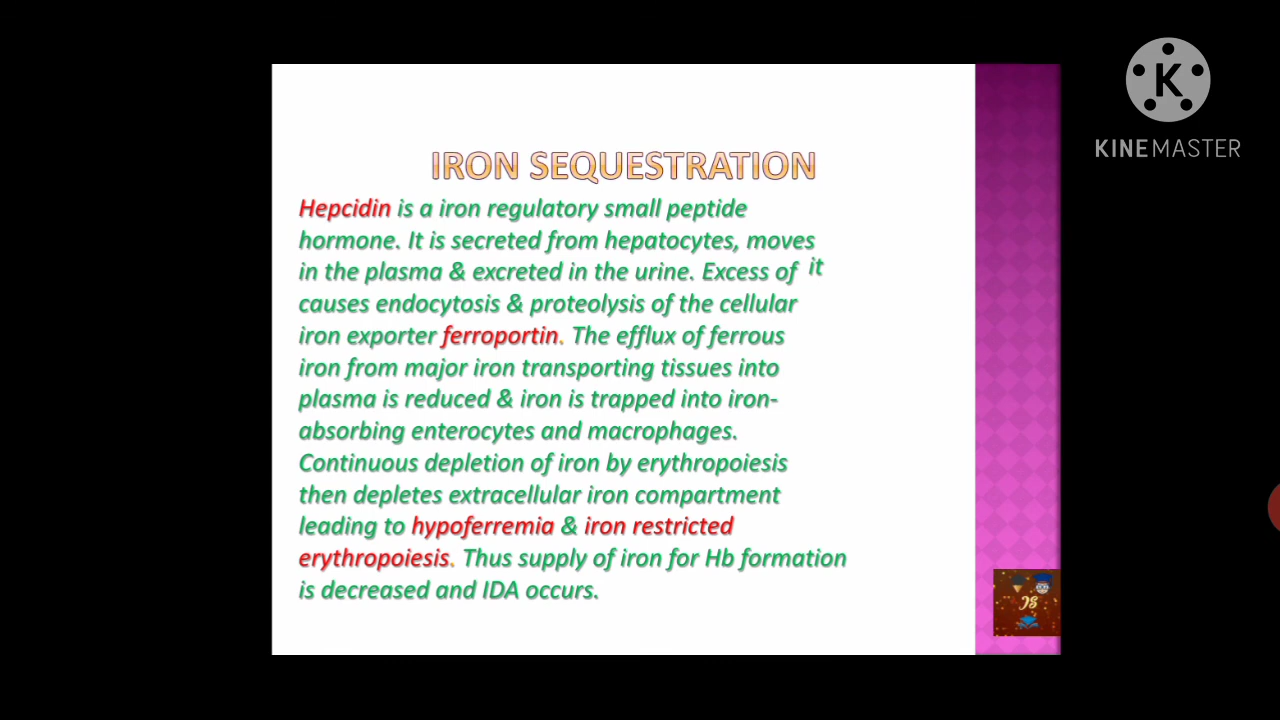 KINEMASTER
IRON SEQUESTRATION
Hepcidin is a iron regulatory small peptide
hormone. It is secreted from hepatocytes, moves
in the plasma & excreted in the urine. Excess of it
causes endocytosis & proteolysis of the cellular
iron exporter ferroportin. The efflux of ferrous
iron from major iron transporting tissues into
plasma is reduced & iron is trapped into iron-
absorbing enterocytes and macrophages.
Continuous depletion of iron by erythropoiesis
then depletes extracellular iron compartment
leading to hypoferremia & iron restricted
erythropoiesis. Thus supply of iron for Hb formation
is decreased and IDA occurs.